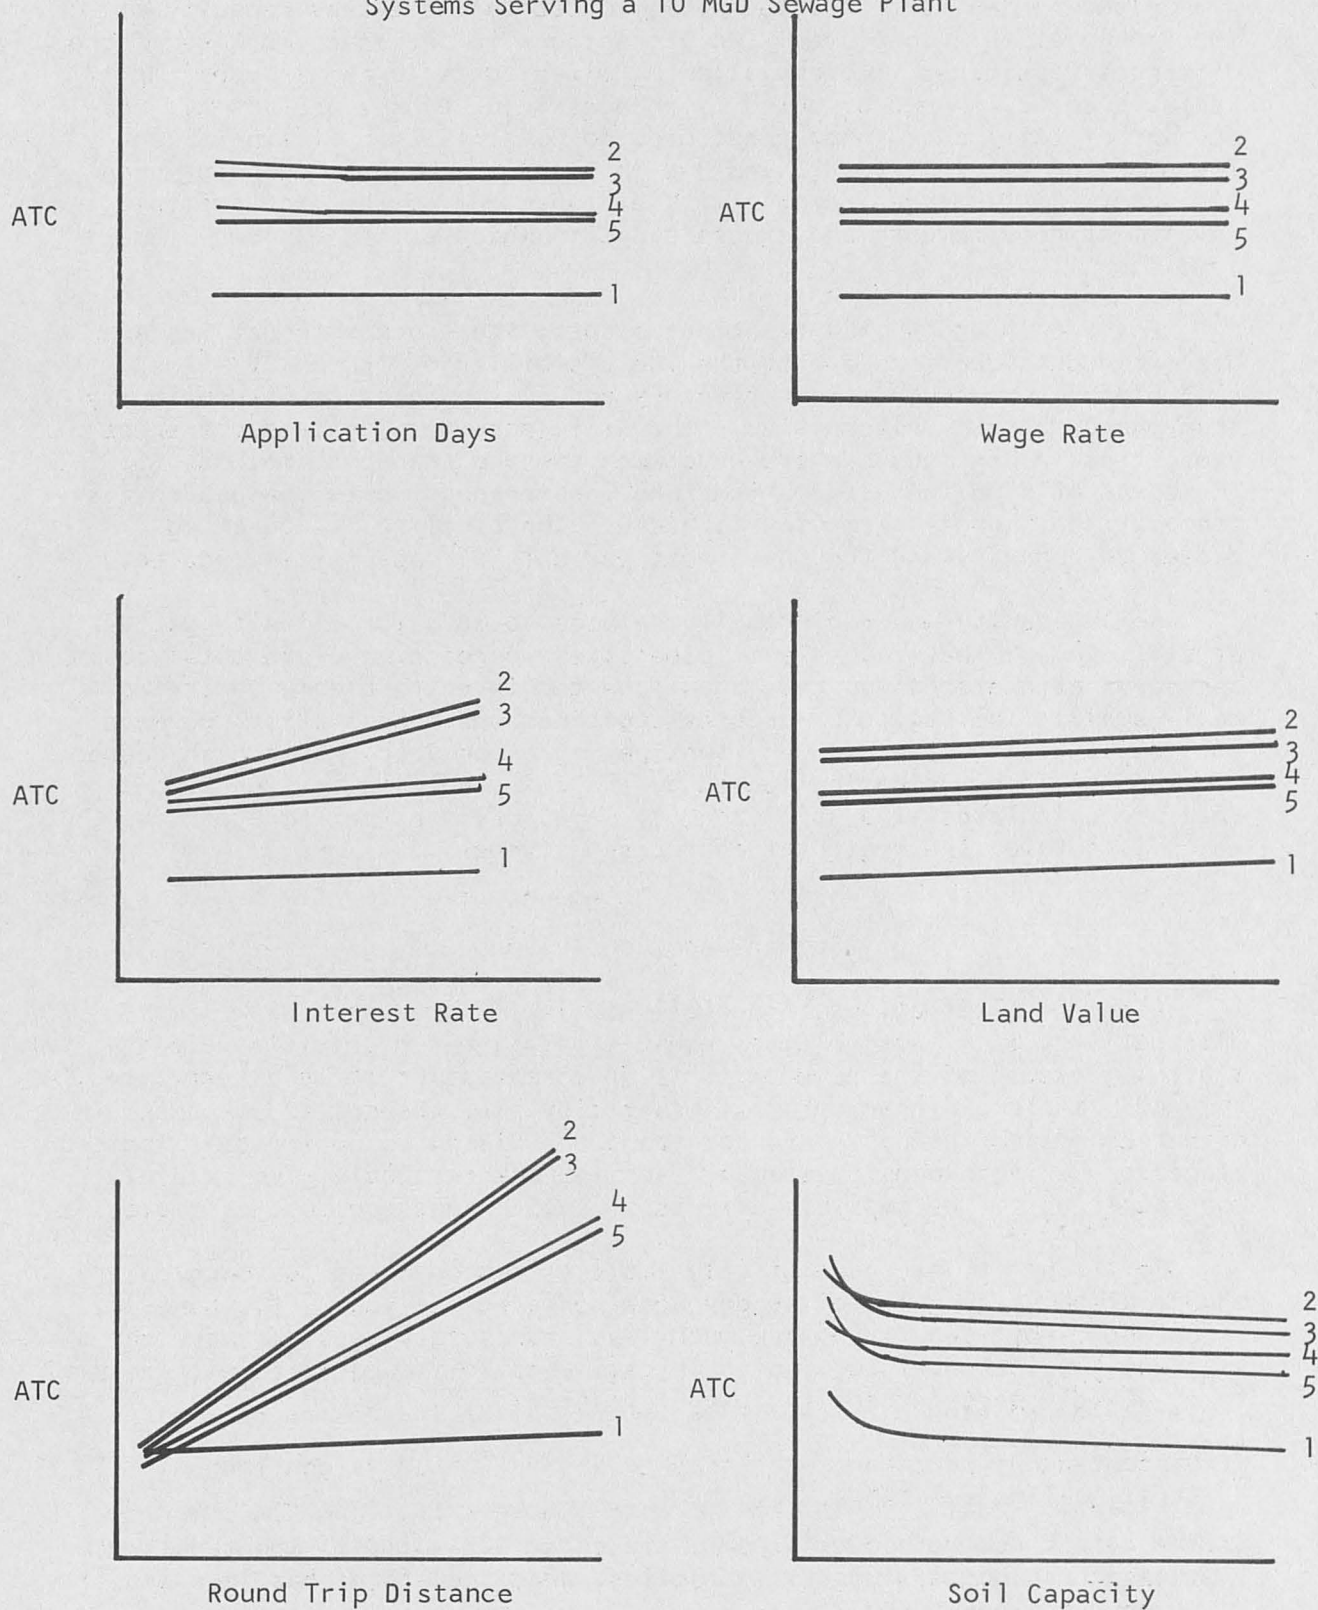 Systems Serving a 10 MGD Sewage Plant
ATC
2
3
4
5
1
Application Days
ATC
2
3
4
5
1
Wage Rate
ATC
2
3
4
5
1
Interest Rate
ATC
2
3
4
5
1
Land Value
ATC
2
3
4
5
1
Round Trip Distance
ATC
2
3
4
5
1
Soil Capacity